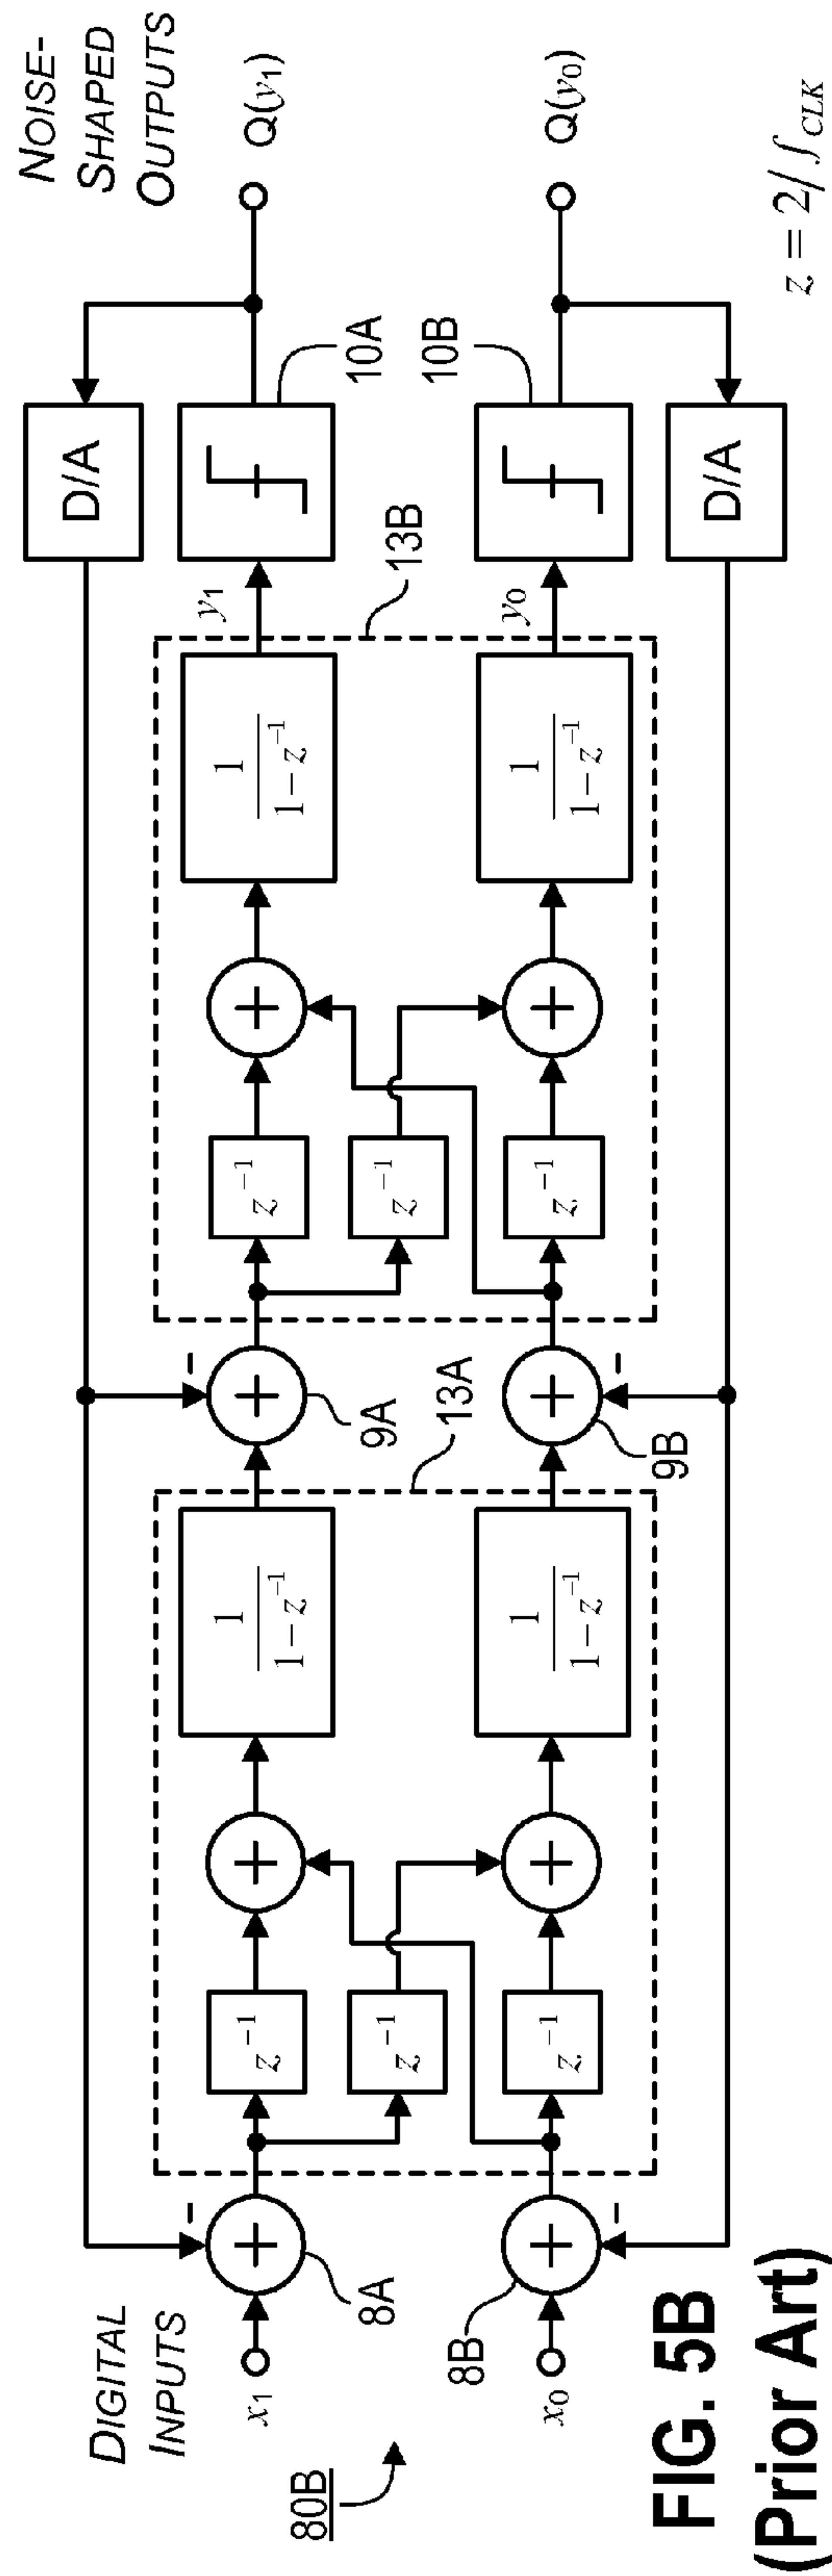 DIGITAL
INPUTS
NOISE-
SHAPED
OUTPUTS
80B
D/A
x₁
8A
−
+
z⁻¹
z⁻¹
+
1
1−z⁻¹
13A
−
+
9A
z⁻¹
z⁻¹
+
1
1−z⁻¹
13B
y₁
10A
Q(y₁)
x₀
8B
−
+
z⁻¹
+
1
1−z⁻¹
−
+
9B
z⁻¹
+
1
1−z⁻¹
y₀
10B
Q(y₀)
D/A
z = 2/ƒCLK
FIG. 5B
(Prior Art)